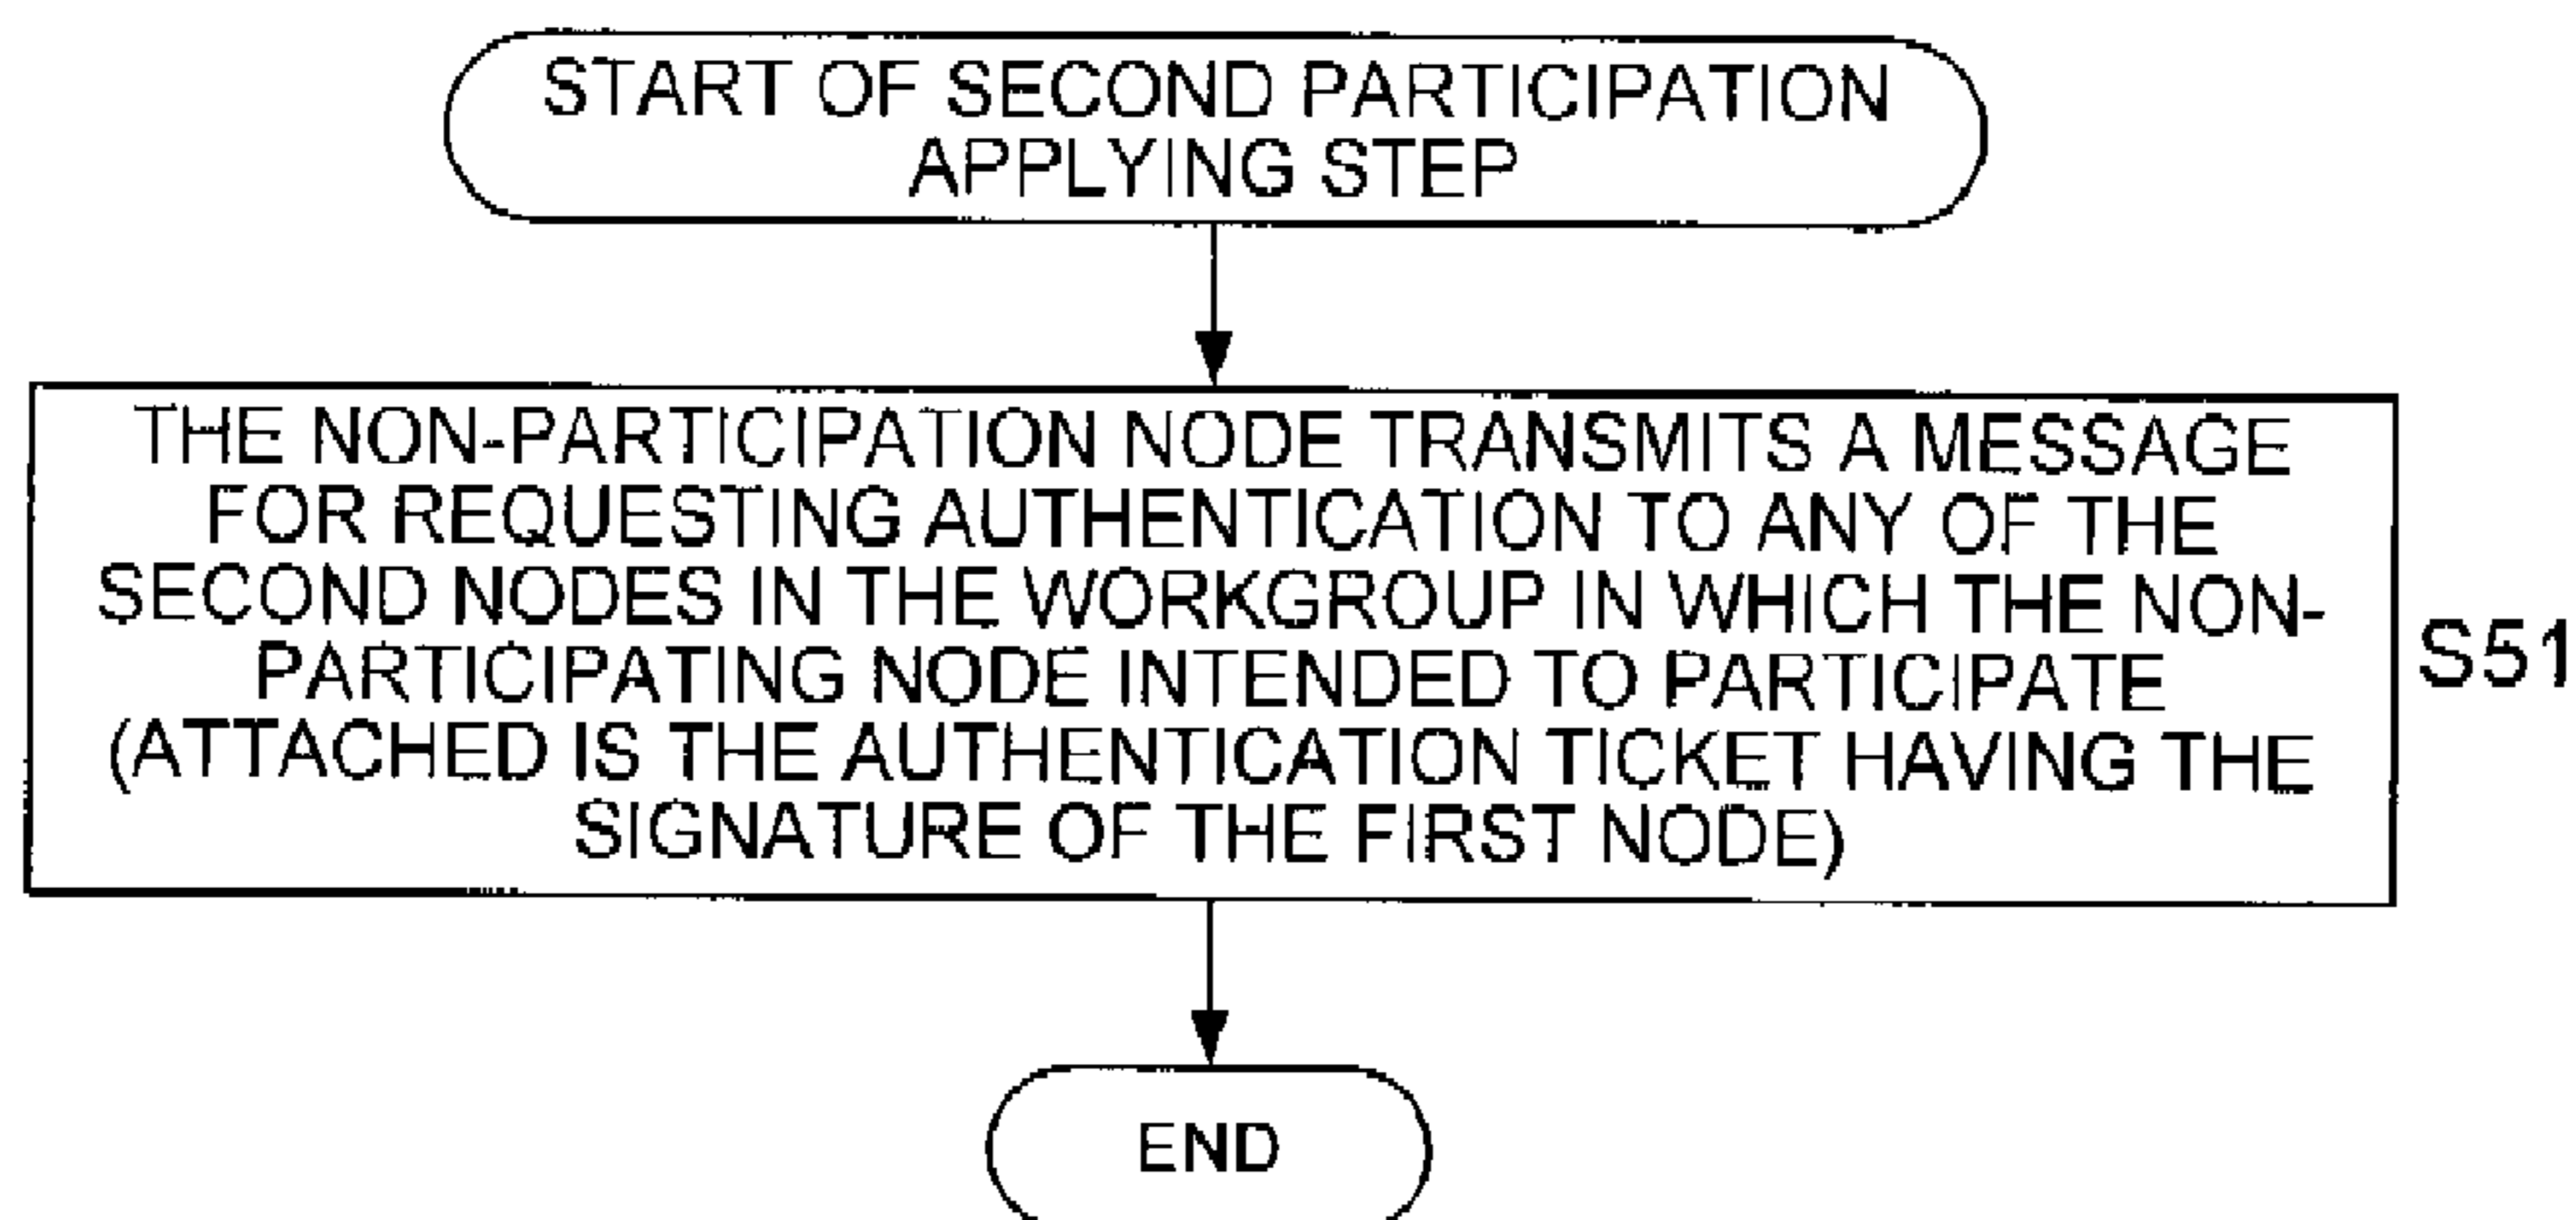 START OF SECOND PARTICIPATION
APPLYING STEP
THE NON-PARTICIPATION NODE TRANSMITS A MESSAGE
FOR REQUESTING AUTHENTICATION TO ANY OF THE
SECOND NODES IN THE WORKGROUP IN WHICH THE NON-
PARTICIPATING NODE INTENDED TO PARTICIPATE
(ATTACHED IS THE AUTHENTICATION TICKET HAVING THE
SIGNATURE OF THE FIRST NODE)
S51
END